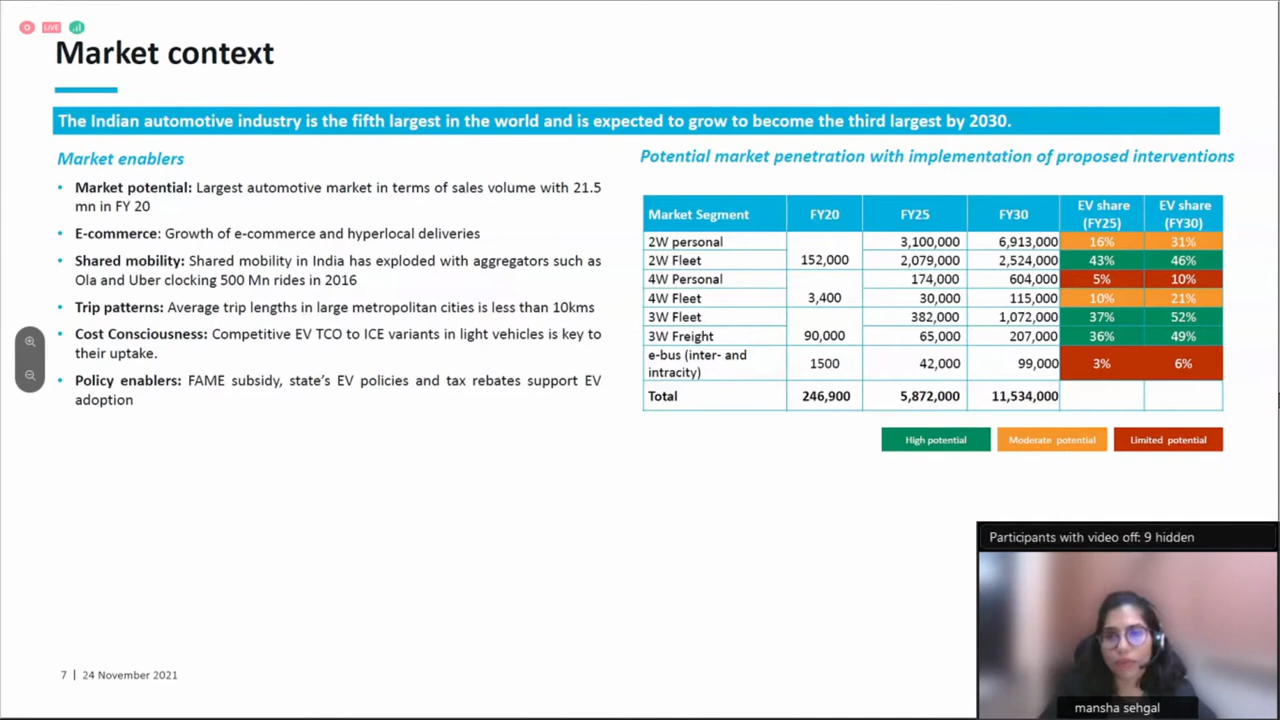 LIVE
Market context
The Indian automotive industry is the fifth largest in the world and is expected to grow to become the third largest by 2030.
Market enablers
• Market potential: Largest automotive market in terms of sales volume with 21.5
mn in FY 20
• E-commerce: Growth of e-commerce and hyperlocal deliveries
• Shared mobility: Shared mobility in India has exploded with aggregators such as
Ola and Uber clocking 500 Mn rides in 2016
• Trip patterns: Average trip lengths in large metropolitan cities is less than 10kms
• Cost Consciousness: Competitive EV TCO to ICE variants in light vehicles is key to
their uptake.
• Policy enablers: FAME subsidy, state's EV policies and tax rebates support EV
adoption
Potential market penetration with implementation of proposed interventions
Market Segment FY20 FY25 FY30 EV share (FY25) EV share (FY30)
2W personal 3,100,000 6,913,000 16% 31%
2W Fleet 152,000 2,079,000 2,524,000 43% 46%
4W Personal 174,000 604,000 5% 10%
4W Fleet 3,400 30,000 115,000 10% 21%
3W Fleet 382,000 1,072,000 37% 52%
3W Freight 90,000 65,000 207,000 36% 49%
e-bus (inter- and intracity) 1500 42,000 99,000 3% 6%
Total 246,900 5,872,000 11,534,000
High potential Moderate potential Limited potential
Participants with video off: 9 hidden
mansha sehgal
7 | 24 November 2021